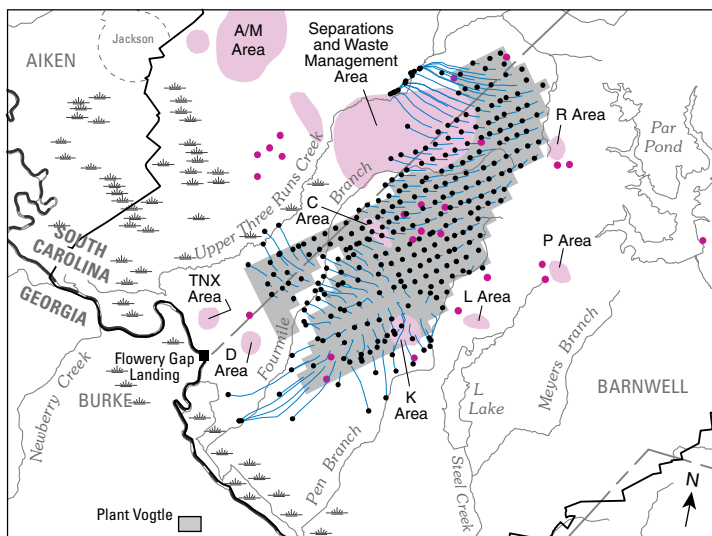 A/M
Area
Jackson
AIKEN
Separations
and Waste
Management
Area
R Area
Par
Pond
Upper Three Runs Creek
Branch
C
Area
SOUTH
CAROLINA
GEORGIA
P Area
TNX
Area
L Area
Flowery Gap
Landing
D
Area
Fourmile
K
Area
L
Lake
Meyers Branch
BARNWELL
Newberry Creek
BURKE
Pen Branch
Steel Creek
N
Plant Vogtle